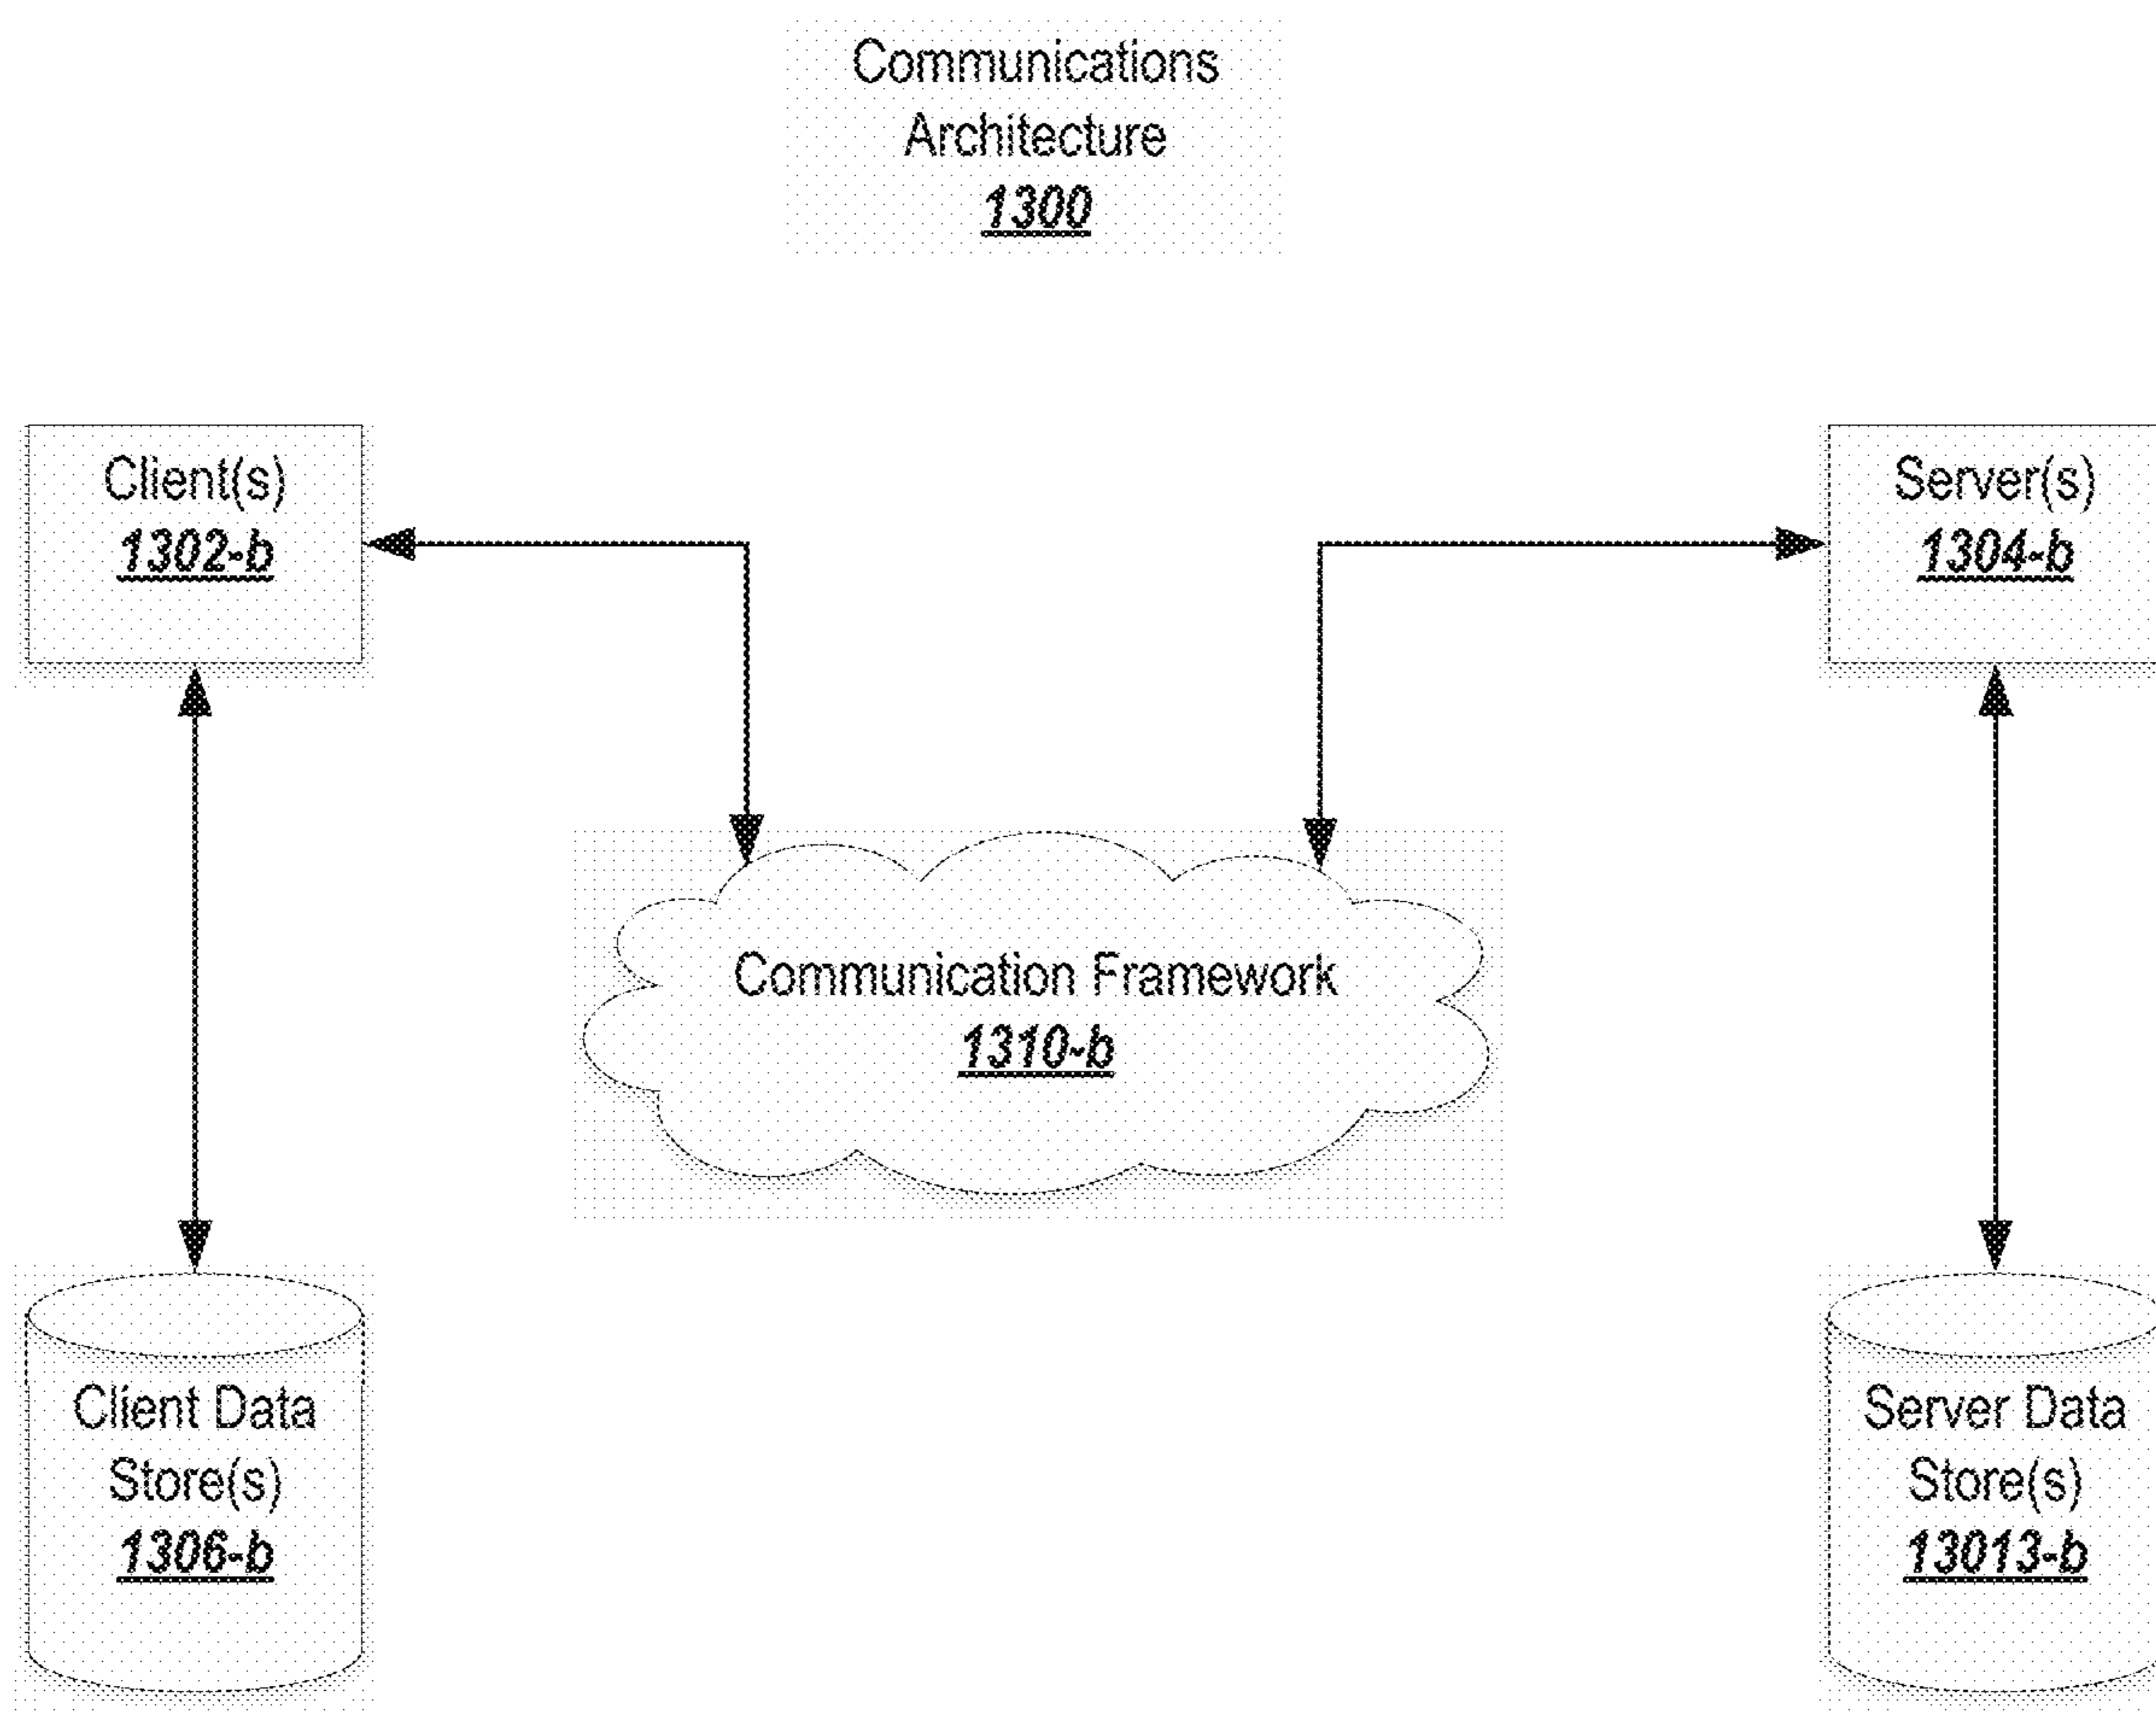 Communications
Architecture
1300
Client(s)
1302-b
Server(s)
1304-b
Communication Framework
1310-b
Client Data
Store(s)
1306-b
Server Data
Store(s)
13013-b